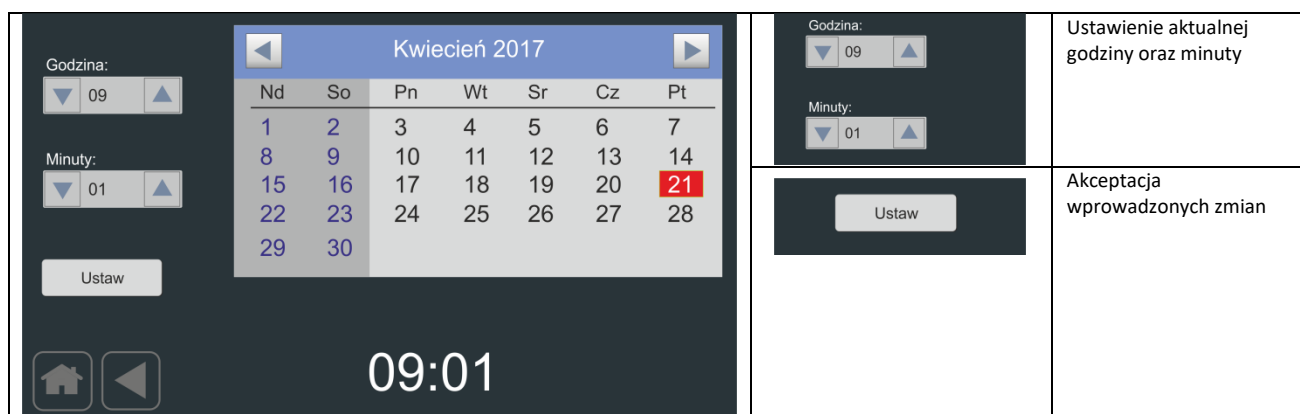 Godzina:
09
Minuty:
01
Ustaw
Kwiecień 2017
Nd So Pn Wt Sr Cz Pt
1 2 3 4 5 6 7
8 9 10 11 12 13 14
15 16 17 18 19 20 21
22 23 24 25 26 27 28
29 30
09:01
Godzina:
09
Minuty:
01
Ustawienie aktualnej
godziny oraz minuty
Ustaw
Akceptacja
wprowadzonych zmian